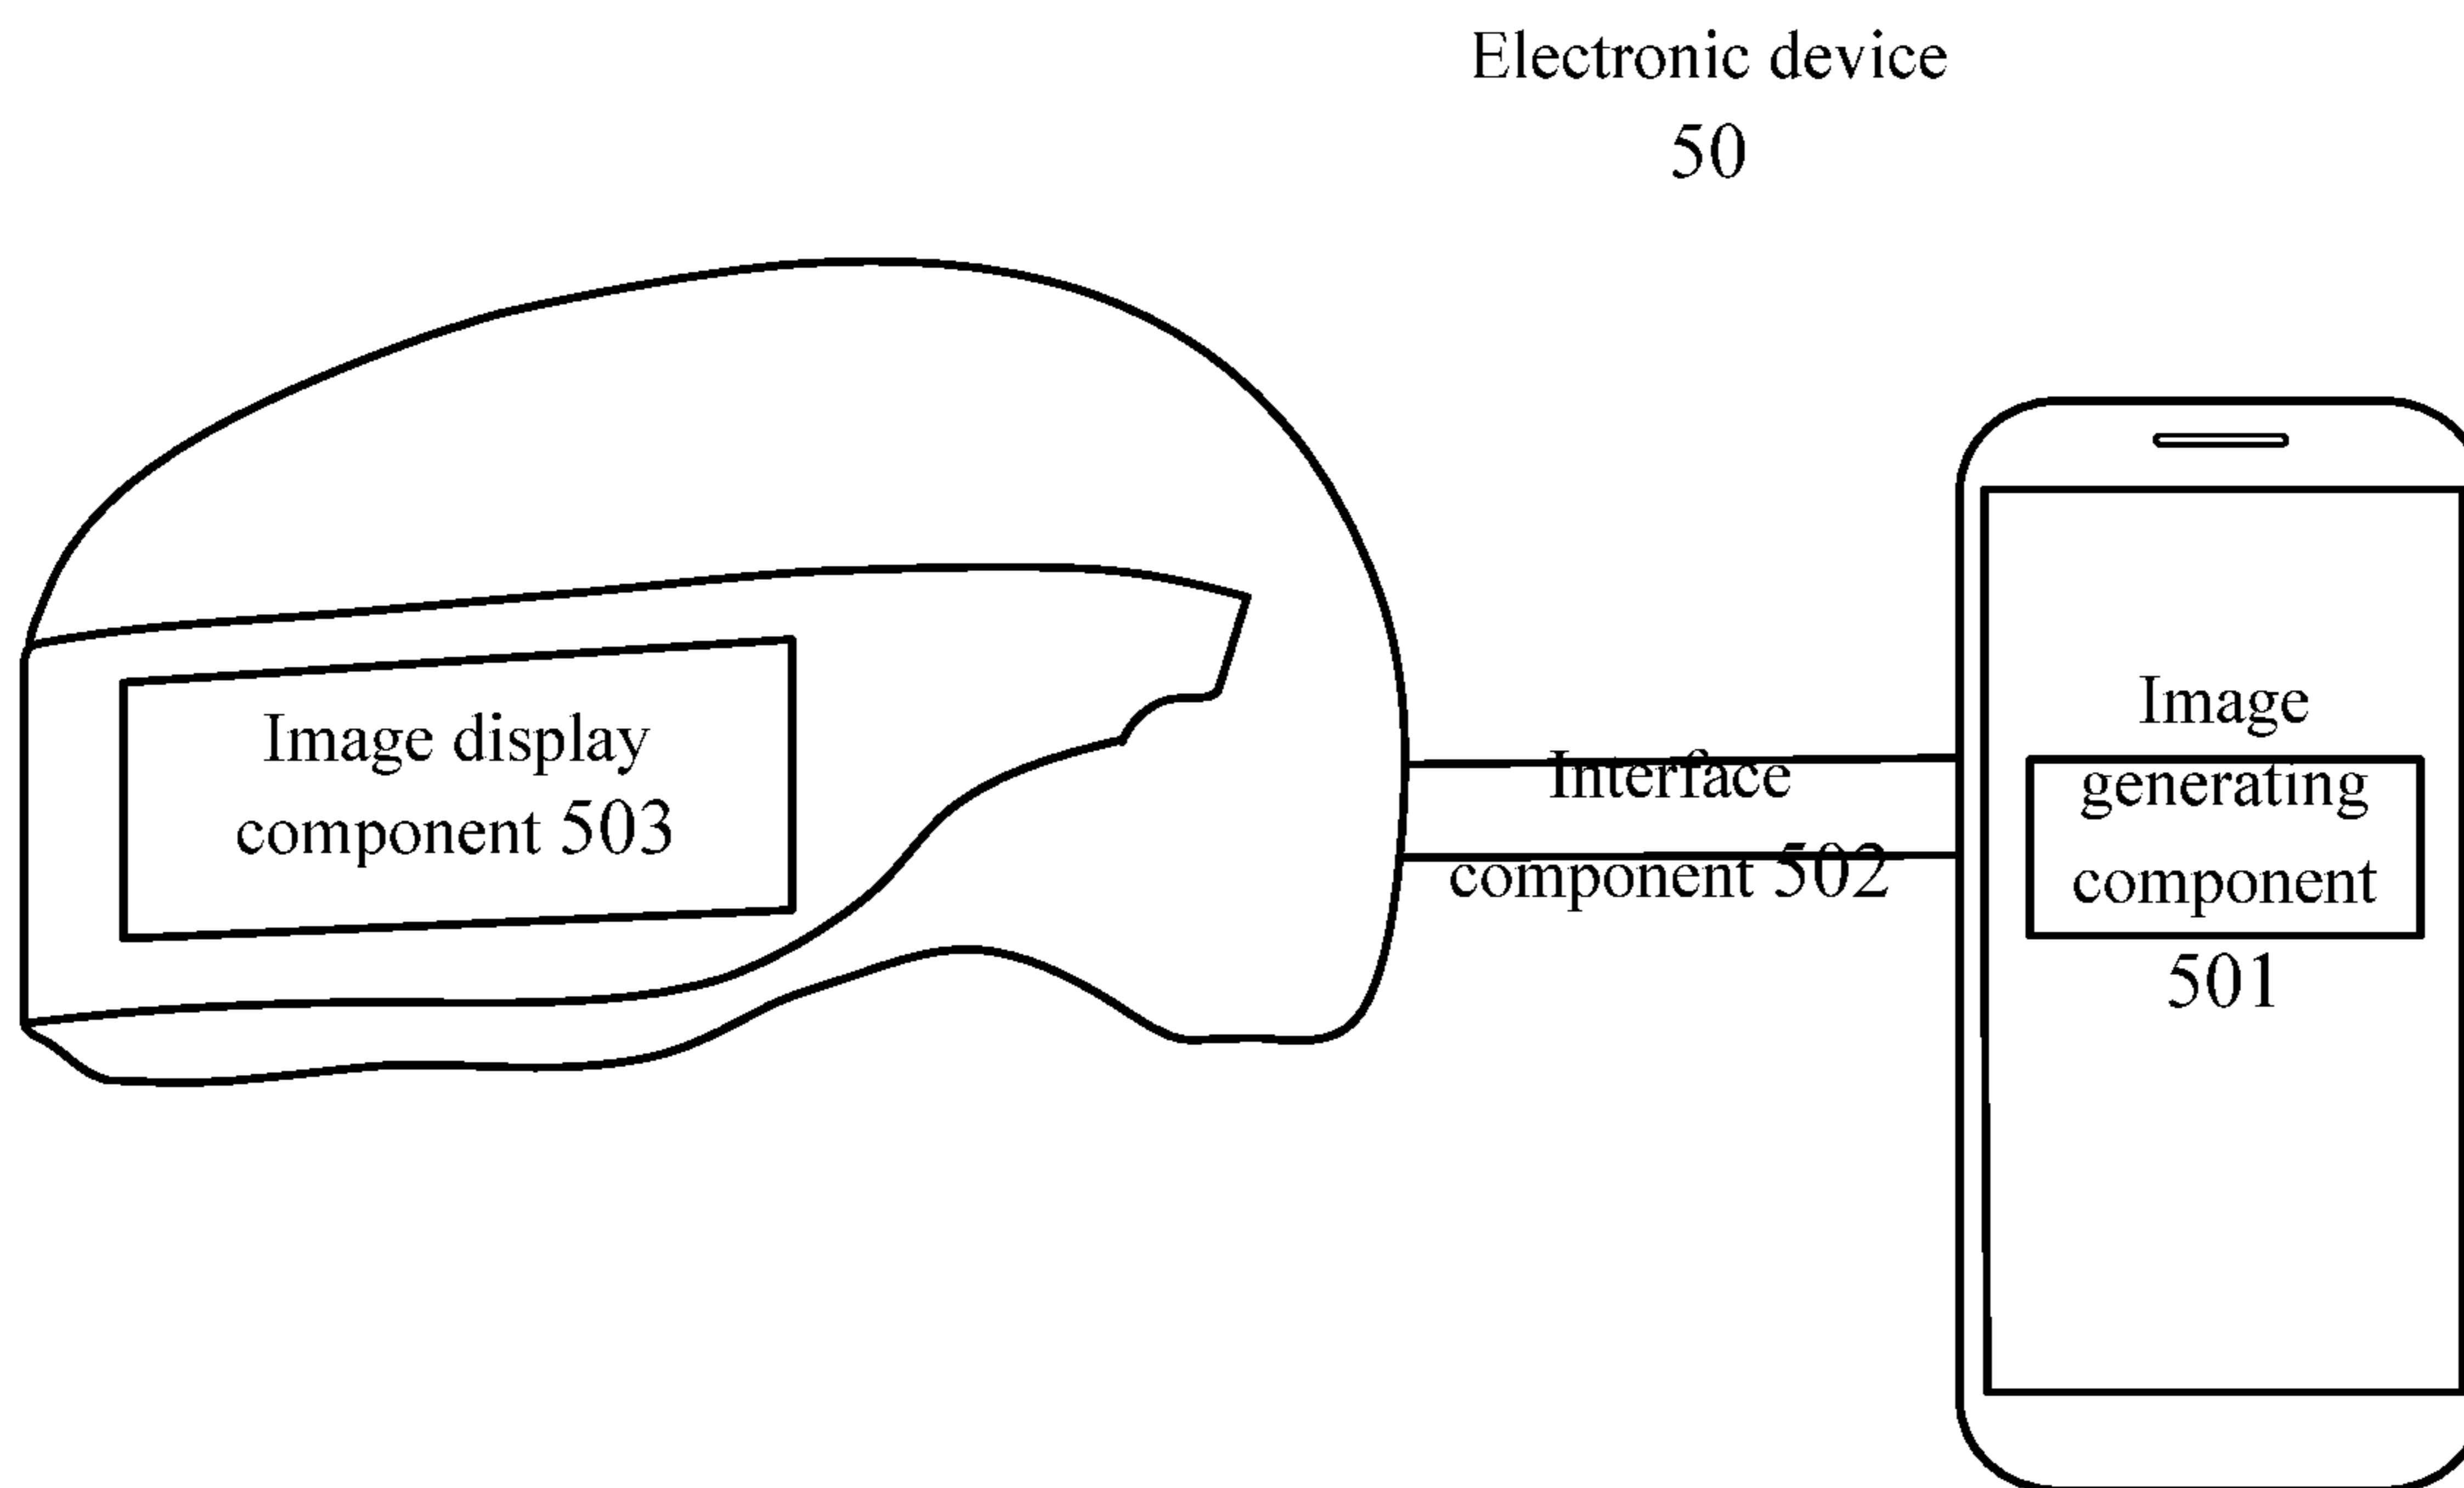 Electronic device
50
Image display
component 503
Interface
component 502
Image
generating
component
501